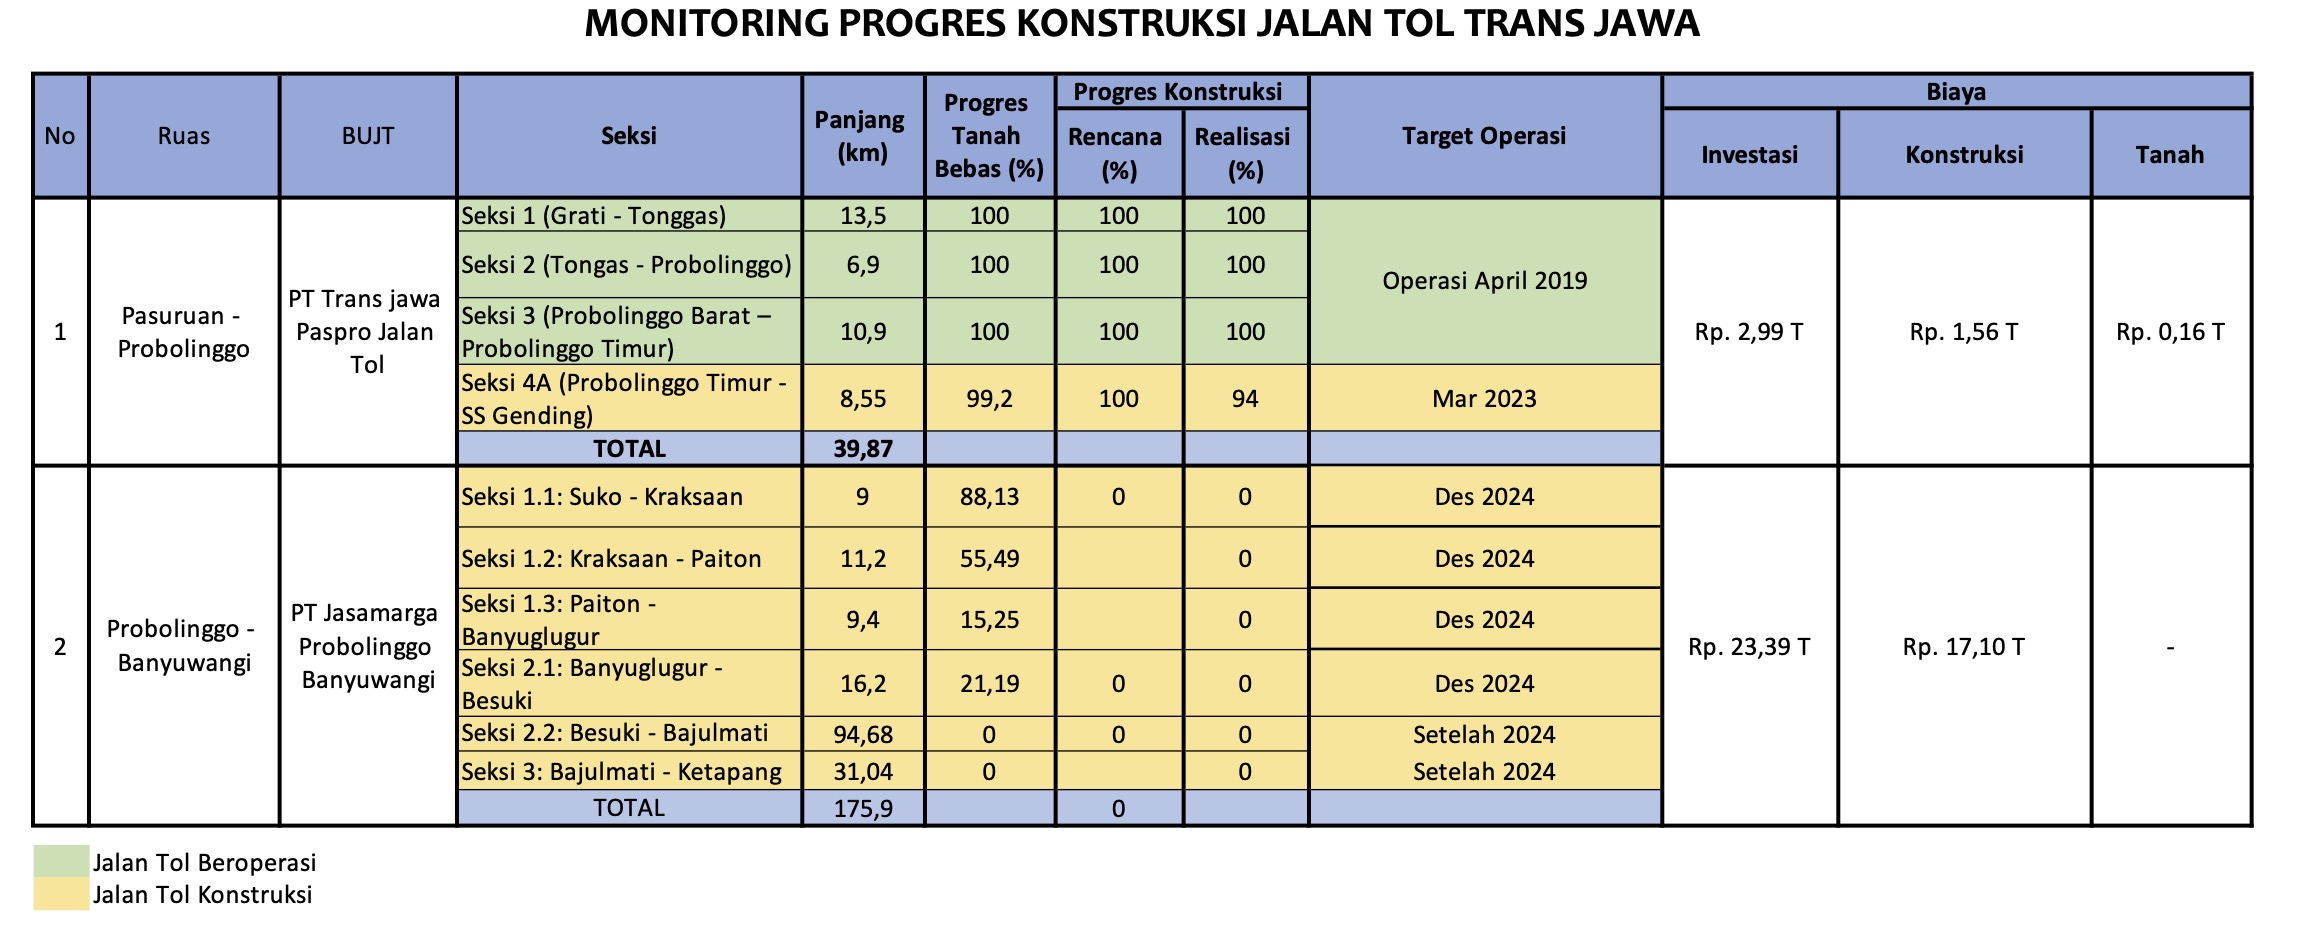 MONITORING PROGRES KONSTRUKSI JALAN TOL TRANS JAWA
No
Ruas
BUJT
Seksi
Panjang
(km)
Progres
Tanah
Bebas (%)
Progres Konstruksi
Rencana
(%)
Realisasi
(%)
Target Operasi
Biaya
Investasi
Konstruksi
Tanah
1
Pasuruan -
Probolinggo
PT Trans jawa
Paspro Jalan
Tol
Seksi 1 (Grati - Tonggas)
13,5
100
100
100
Operasi April 2019
Seksi 2 (Tongas - Probolinggo)
6,9
100
100
100
Seksi 3 (Probolinggo Barat –
Probolinggo Timur)
10,9
100
100
100
Seksi 4A (Probolinggo Timur -
SS Gending)
8,55
99,2
100
94
Mar 2023
TOTAL
39,87
Rp. 2,99 T
Rp. 1,56 T
Rp. 0,16 T
2
Probolinggo -
Banyuwangi
PT Jasamarga
Probolinggo
Banyuwangi
Seksi 1.1: Suko - Kraksaan
9
88,13
0
0
Des 2024
Seksi 1.2: Kraksaan - Paiton
11,2
55,49
0
Des 2024
Seksi 1.3: Paiton -
Banyuglugur
9,4
15,25
0
Des 2024
Seksi 2.1: Banyuglugur -
Besuki
16,2
21,19
0
0
Des 2024
Seksi 2.2: Besuki - Bajulmati
94,68
0
0
0
Setelah 2024
Seksi 3: Bajulmati - Ketapang
31,04
0
0
Setelah 2024
TOTAL
175,9
0
Rp. 23,39 T
Rp. 17,10 T
-
Jalan Tol Beroperasi
Jalan Tol Konstruksi